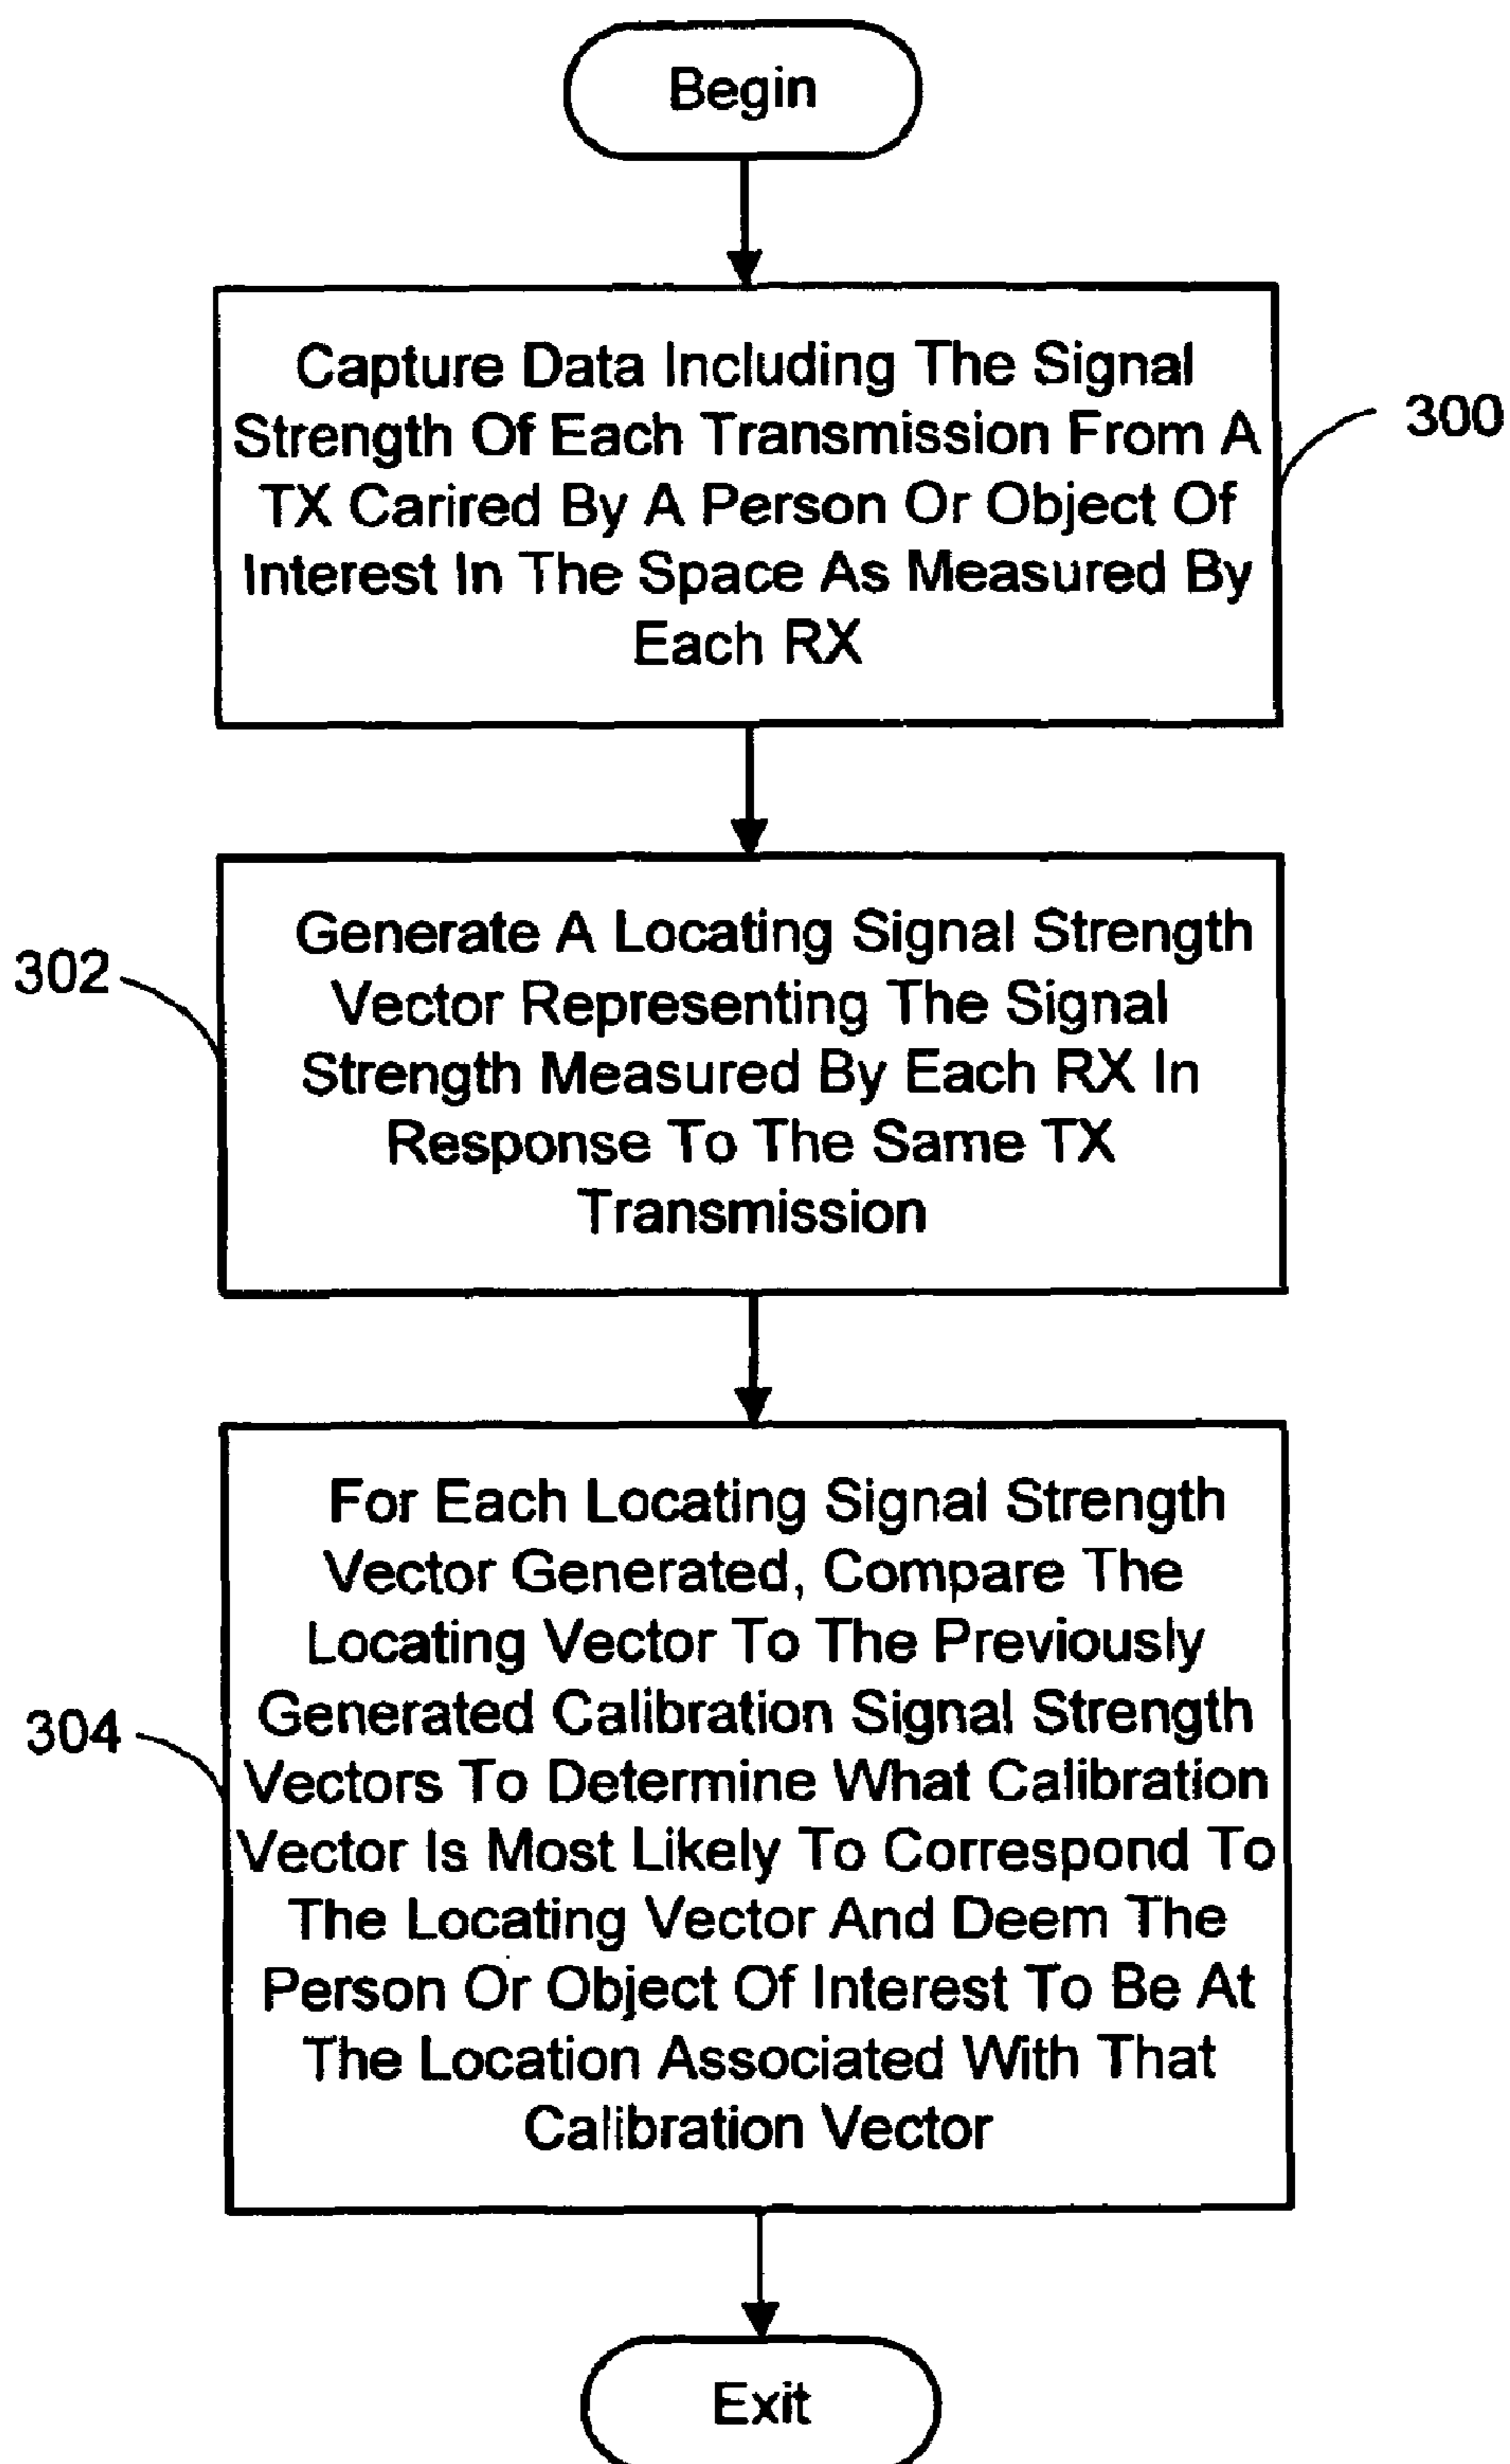 Begin
Capture Data Including The Signal
Strength Of Each Transmission From A
TX Carired By A Person Or Object Of
Interest In The Space As Measured By
Each RX
300
Generate A Locating Signal Strength
Vector Representing The Signal
Strength Measured By Each RX In
Response To The Same TX
Transmission
302
For Each Locating Signal Strength
Vector Generated, Compare The
Locating Vector To The Previously
Generated Calibration Signal Strength
Vectors To Determine What Calibration
Vector Is Most Likely To Correspond To
The Locating Vector And Deem The
Person Or Object Of Interest To Be At
The Location Associated With That
Calibration Vector
304
Exit